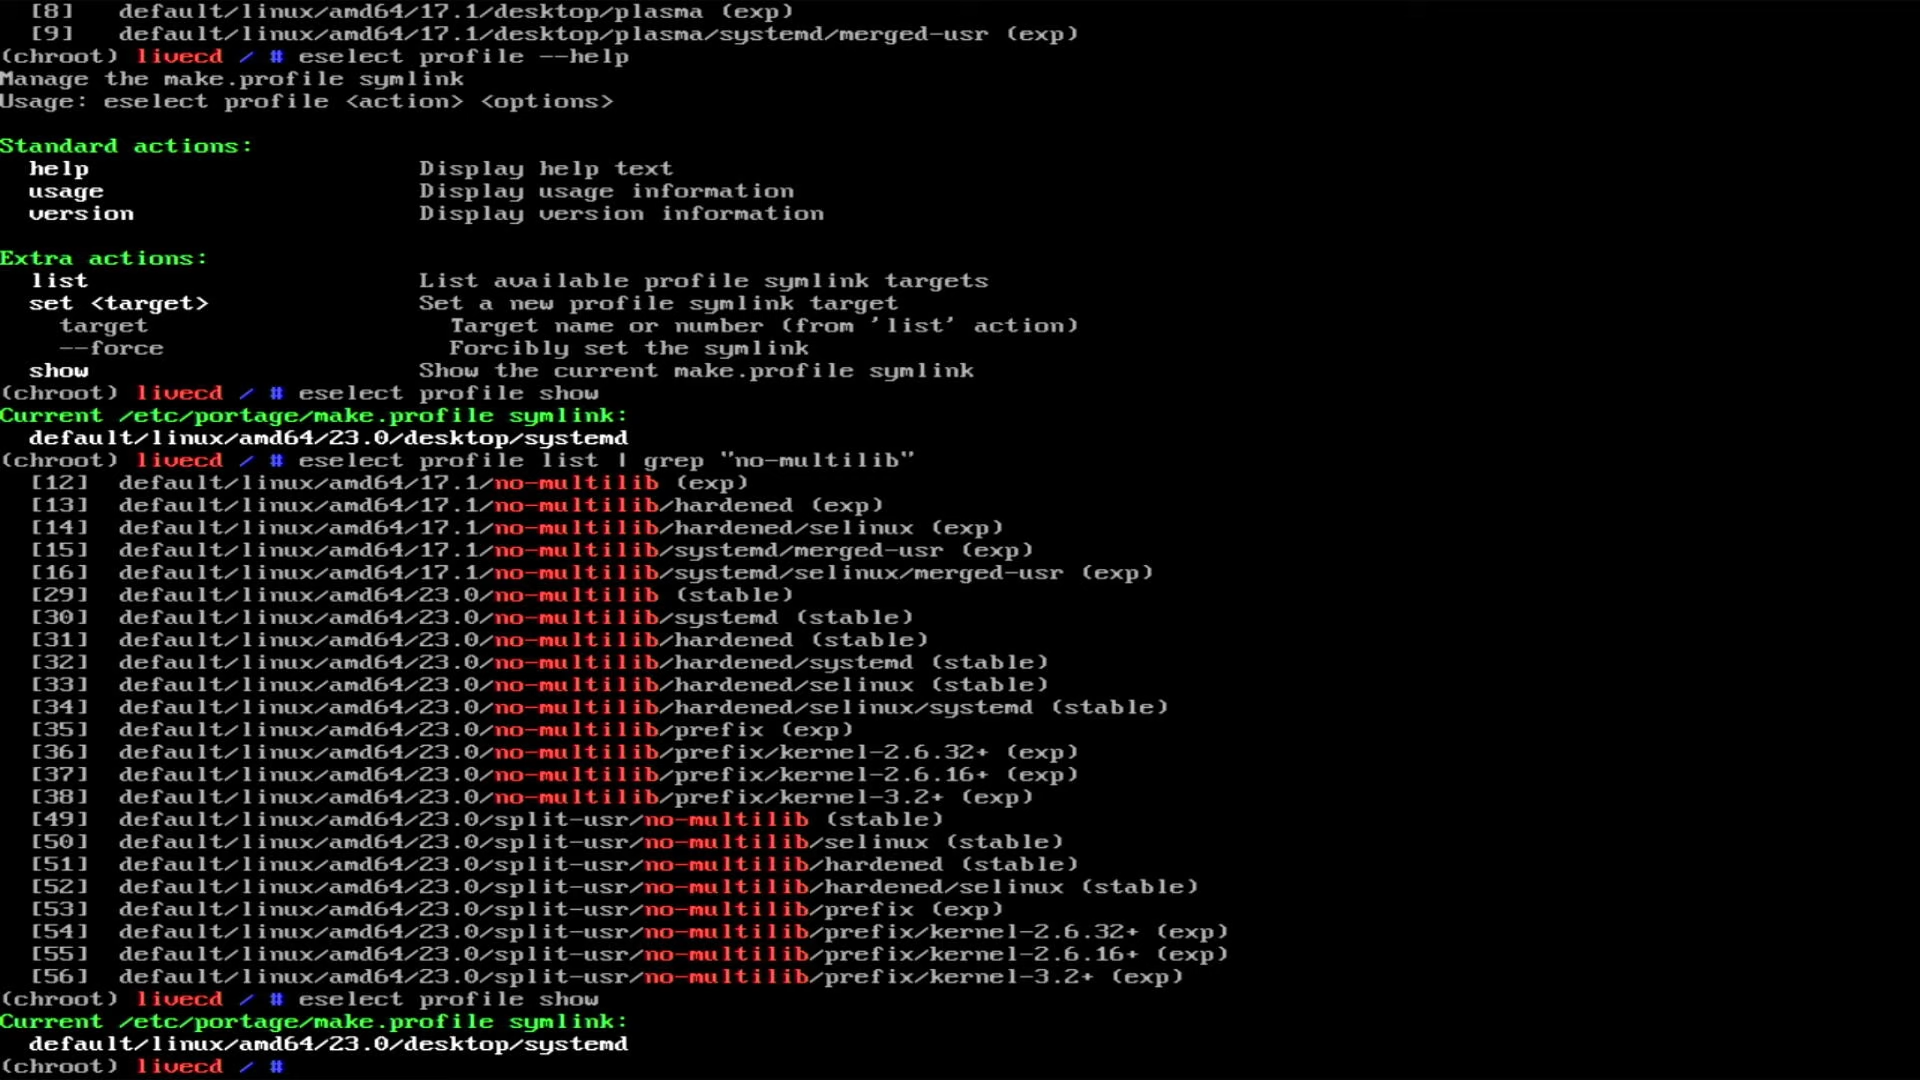 [8]   default/linux/amd64/17.1/desktop/plasma (exp)
[9]   default/linux/amd64/17.1/desktop/plasma/systemd/merged-usr (exp)
(chroot) livecd / # eselect profile --help
Manage the make.profile symlink
Usage: eselect profile <action> <options>
Standard actions:
help                      Display help text
usage                     Display usage information
version                   Display version information
Extra actions:
list                      List available profile symlink targets
set <target>              Set a new profile symlink target
target                    Target name or number (from 'list' action)
--force                   Forcibly set the symlink
show                      Show the current make.profile symlink
(chroot) livecd / # eselect profile show
Current /etc/portage/make.profile symlink:
default/linux/amd64/23.0/desktop/systemd
(chroot) livecd / # eselect profile list | grep "no-multilib"
[12]  default/linux/amd64/17.1/no-multilib (exp)
[13]  default/linux/amd64/17.1/no-multilib/hardened (exp)
[14]  default/linux/amd64/17.1/no-multilib/hardened/selinux (exp)
[15]  default/linux/amd64/17.1/no-multilib/systemd/merged-usr (exp)
[16]  default/linux/amd64/17.1/no-multilib/systemd/selinux/merged-usr (exp)
[29]  default/linux/amd64/23.0/no-multilib (stable)
[30]  default/linux/amd64/23.0/no-multilib/systemd (stable)
[31]  default/linux/amd64/23.0/no-multilib/hardened (stable)
[32]  default/linux/amd64/23.0/no-multilib/hardened/systemd (stable)
[33]  default/linux/amd64/23.0/no-multilib/hardened/selinux (stable)
[34]  default/linux/amd64/23.0/no-multilib/hardened/selinux/systemd (stable)
[35]  default/linux/amd64/23.0/no-multilib/prefix (exp)
[36]  default/linux/amd64/23.0/no-multilib/prefix/kernel-2.6.32+ (exp)
[37]  default/linux/amd64/23.0/no-multilib/prefix/kernel-2.6.16+ (exp)
[38]  default/linux/amd64/23.0/no-multilib/prefix/kernel-3.2+ (exp)
[49]  default/linux/amd64/23.0/split-usr/no-multilib (stable)
[50]  default/linux/amd64/23.0/split-usr/no-multilib/selinux (stable)
[51]  default/linux/amd64/23.0/split-usr/no-multilib/hardened (stable)
[52]  default/linux/amd64/23.0/split-usr/no-multilib/hardened/selinux (stable)
[53]  default/linux/amd64/23.0/split-usr/no-multilib/prefix (exp)
[54]  default/linux/amd64/23.0/split-usr/no-multilib/prefix/kernel-2.6.32+ (exp)
[55]  default/linux/amd64/23.0/split-usr/no-multilib/prefix/kernel-2.6.16+ (exp)
[56]  default/linux/amd64/23.0/split-usr/no-multilib/prefix/kernel-3.2+ (exp)
(chroot) livecd / # eselect profile show
Current /etc/portage/make.profile symlink:
default/linux/amd64/23.0/desktop/systemd
(chroot) livecd / #